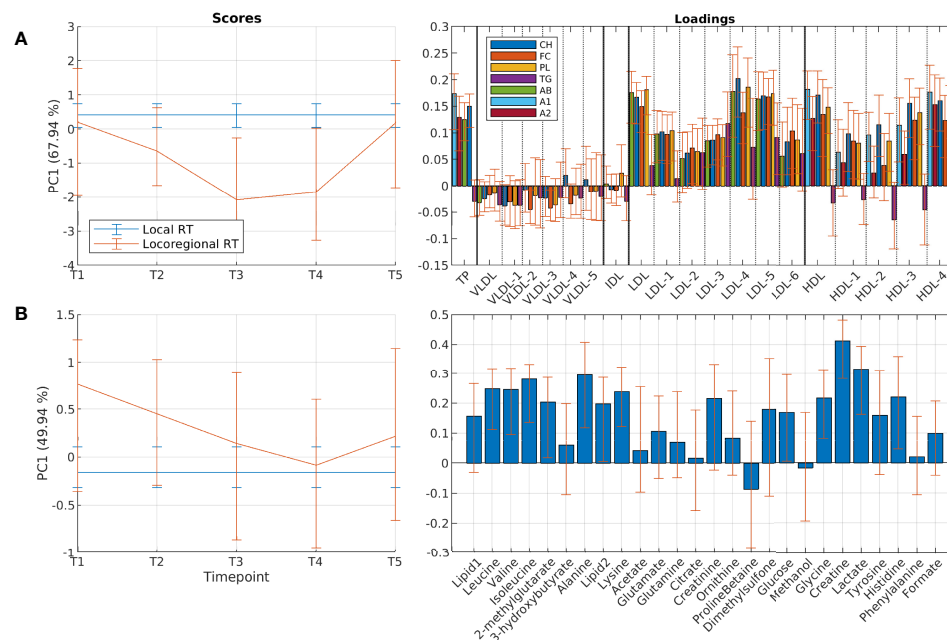 Scores
Loadings
A
3
2
1
0
-1
-2
-3
-4
PC1 (67.94 %)
Local RT
Locoregional RT
T1
T2
T3
T4
T5
0.3
0.25
0.2
0.15
0.1
0.05
0
-0.05
-0.1
-0.15
CH
FC
PL
TG
AB
A1
A2
TP
VLDL
VLDL-1
VLDL-2
VLDL-3
VLDL-4
VLDL-5
IDL
LDL
LDL-1
LDL-2
LDL-3
LDL-4
LDL-5
LDL-6
HDL
HDL-1
HDL-2
HDL-3
HDL-4
B
1.5
1
0.5
0
-0.5
-1
PC1 (49.94 %)
T1
T2
T3
T4
T5
Timepoint
0.5
0.4
0.3
0.2
0.1
0
-0.1
-0.2
-0.3
Lipid1
Leucine
Valine
Isoleucine
2-methylglutarate
3-hydroxybutyrate
Alanine
Lipid2
Lysine
Acetate
Glutamate
Glutamine
Citrate
Creatinine
Ornithine
ProlineBetaine
Dimethylsulfone
Glucose
Methanol
Glycine
Creatine
Lactate
Tyrosine
Histidine
Phenylalanine
Formate